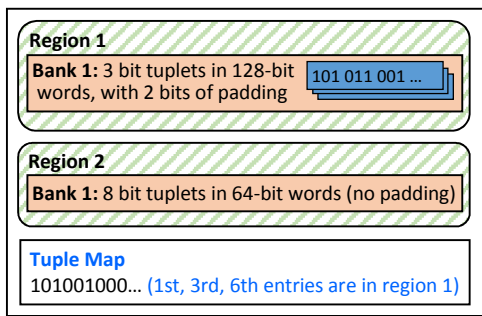 Region 1
Bank 1: 3 bit tuplets in 128-bit
words, with 2 bits of padding
101 011 001 ...
Region 2
Bank 1: 8 bit tuplets in 64-bit words (no padding)
Tuple Map
101001000... (1st, 3rd, 6th entries are in region 1)